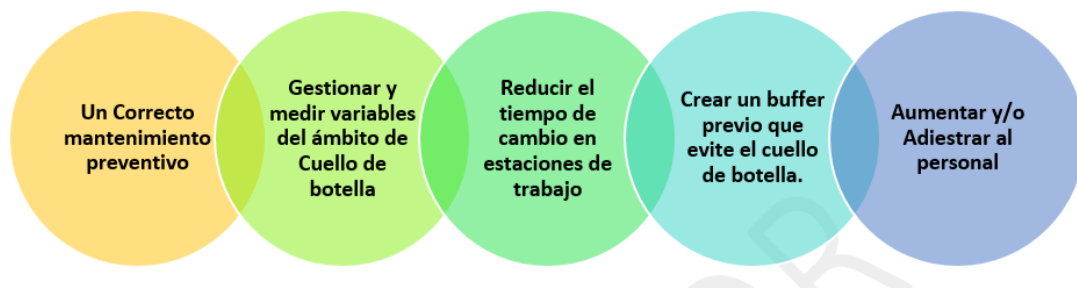 Un Correcto
mantenimiento
preventivo
Gestionar y
medir variables
del ámbito de
Cuello de
botella
Reducir el
tiempo de
cambio en
estaciones de
trabajo
Crear un buffer
previo que
evite el cuello
de botella.
Aumentar y/o
Adiestrar al
personal